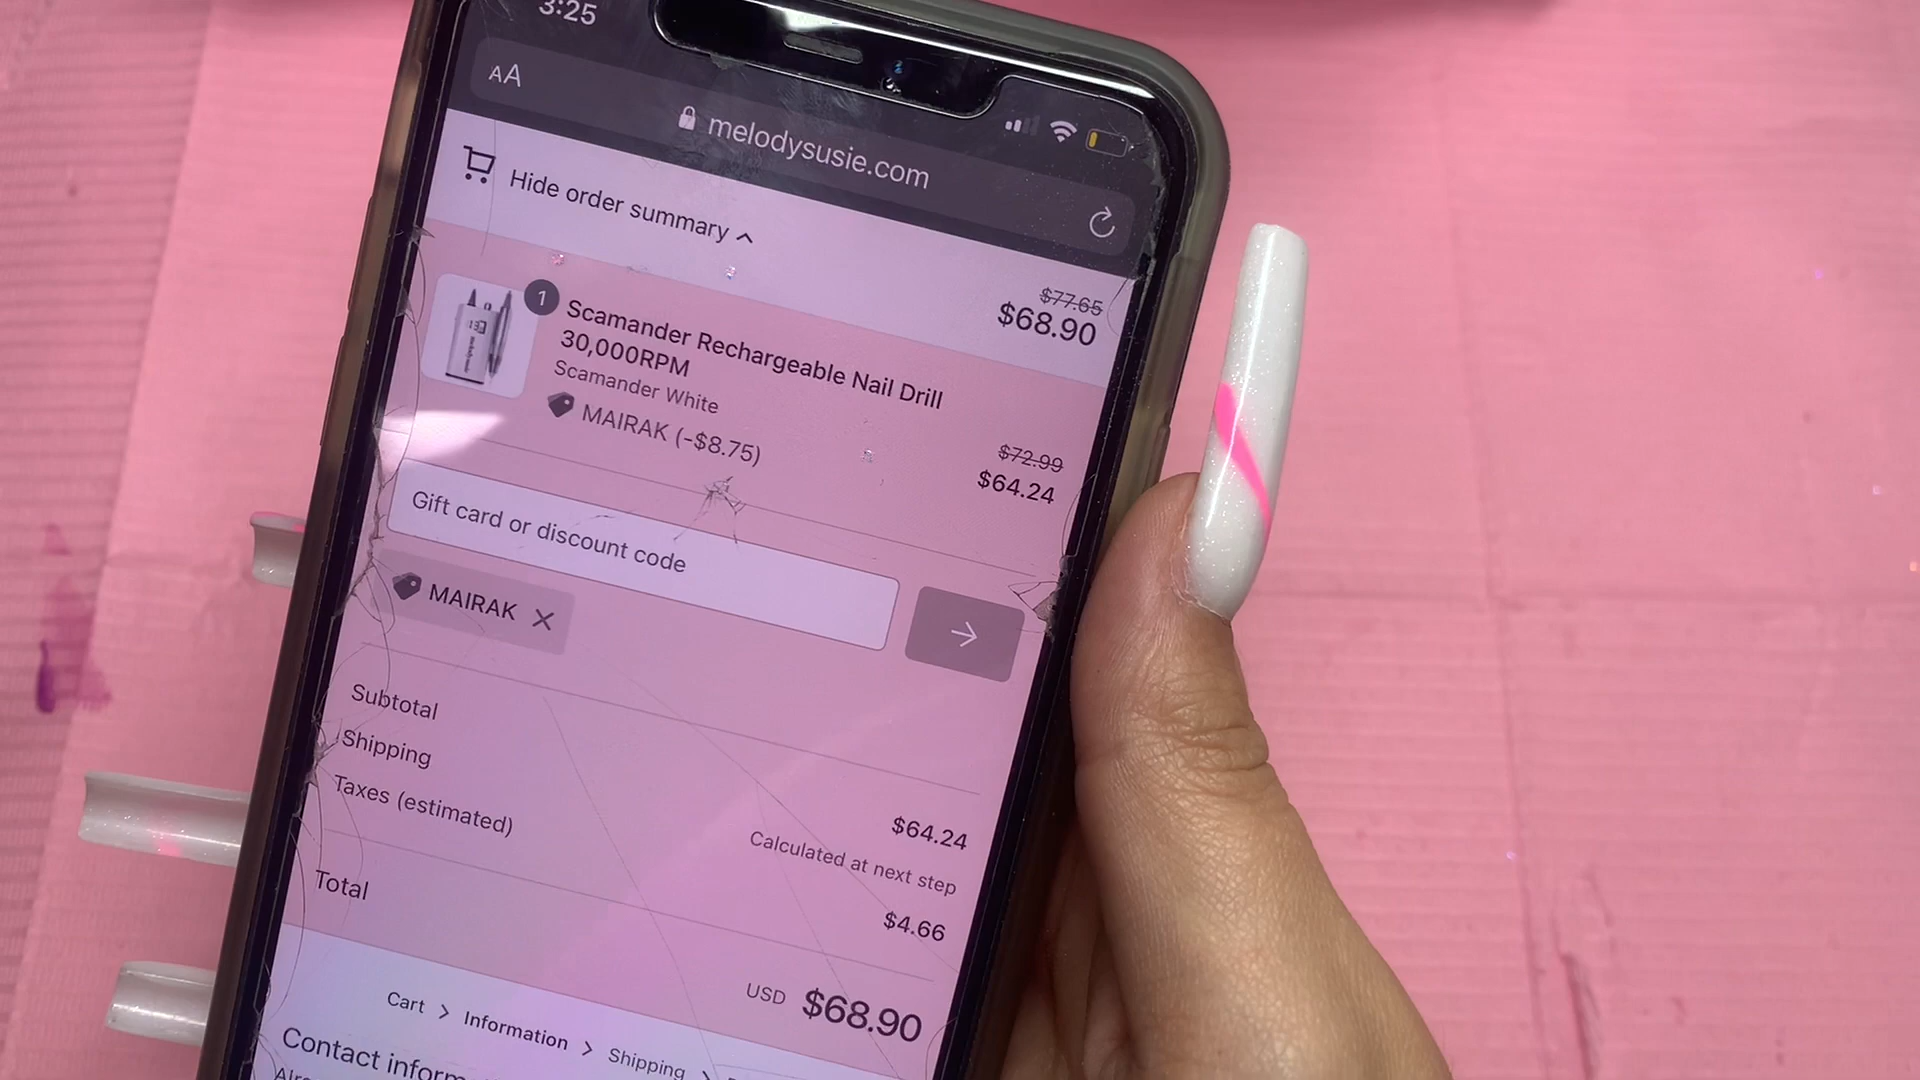 3:25
AA
melodysusie.com
Hide order summary
$77.65
$68.90
1
Scamander Rechargeable Nail Drill
30,000RPM
Scamander White
MAIRAK (-$8.75)
$72.99
$64.24
Gift card or discount code
MAIRAK
Subtotal
$64.24
Shipping
Calculated at next step
Taxes (estimated)
$4.66
Total
USD $68.90
Cart > Information > Shipping >
Contact inform